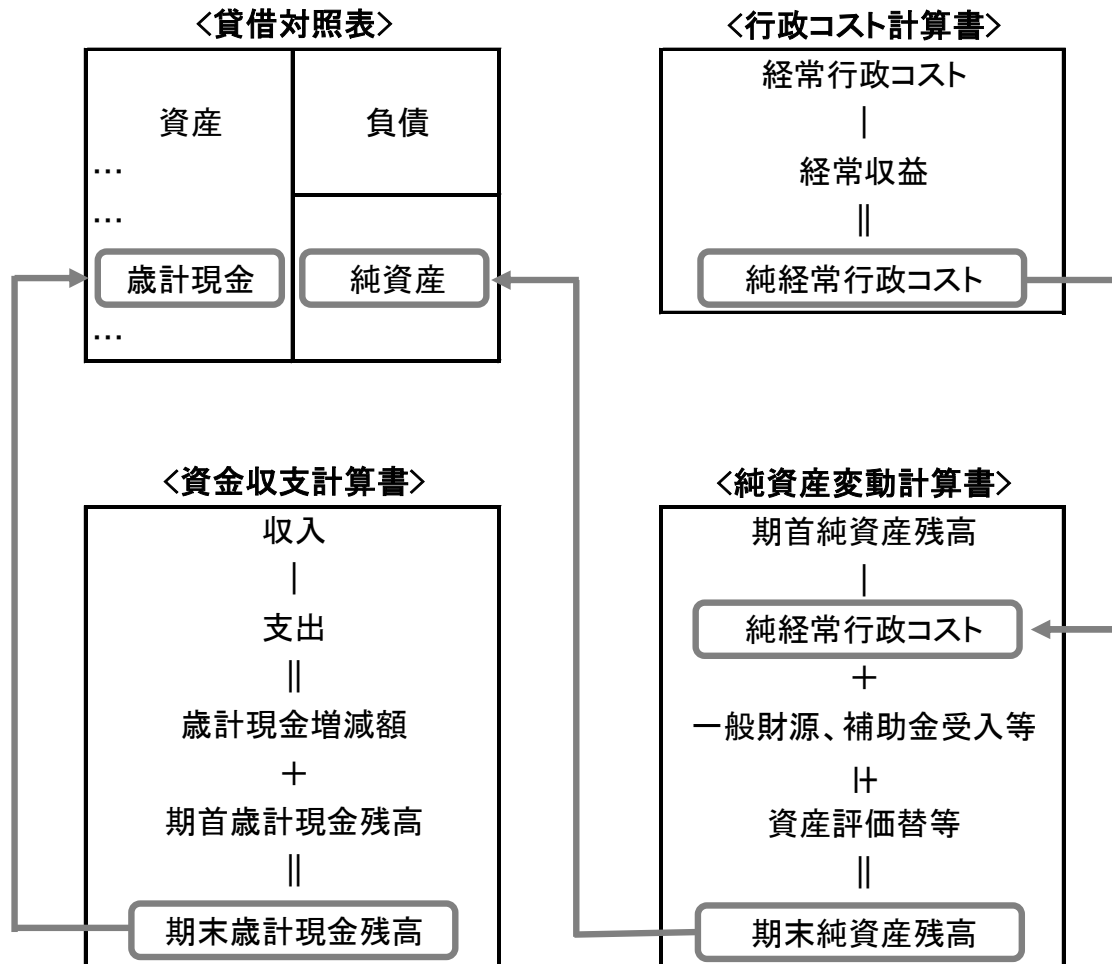 <貸借対照表>
資産
負債
…
…
歳計現金
純資産
…
<行政コスト計算書>
経常行政コスト
|
経常収益
||
純経常行政コスト
<資金収支計算書>
収入
|
支出
||
歳計現金増減額
+
期首歳計現金残高
||
期末歳計現金残高
<純資産変動計算書>
期首純資産残高
|
純経常行政コスト
+
一般財源、補助金受入等
|+
資産評価替等
||
期末純資産残高